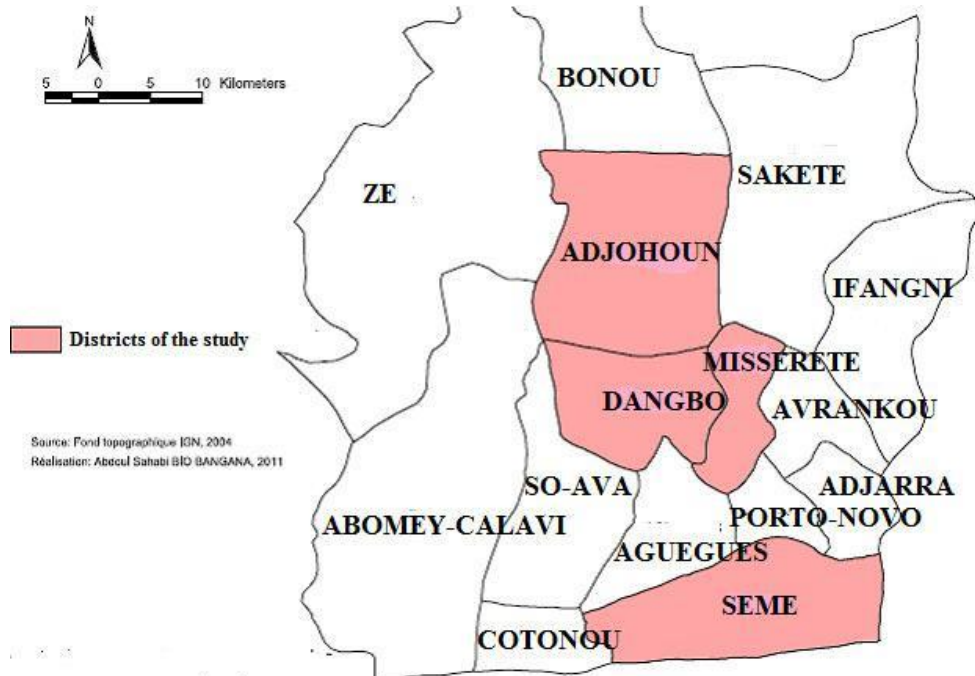 N
5 0 5 10 Kilometers
BONOU
SAKETE
ZE
ADJOHOUN
IFANGNI
Districts of the study
MISSERETE
DANGBO
AVRANKOU
Source: Fond topographique IGN, 2004
Réalisation: Abdoul Sahabi BIO BANGANA, 2011
SO-AVA
ADJARRA
ABOMEY-CALAVI
PORTO-NOVO
AGUEGUES
SEME
COTONOU